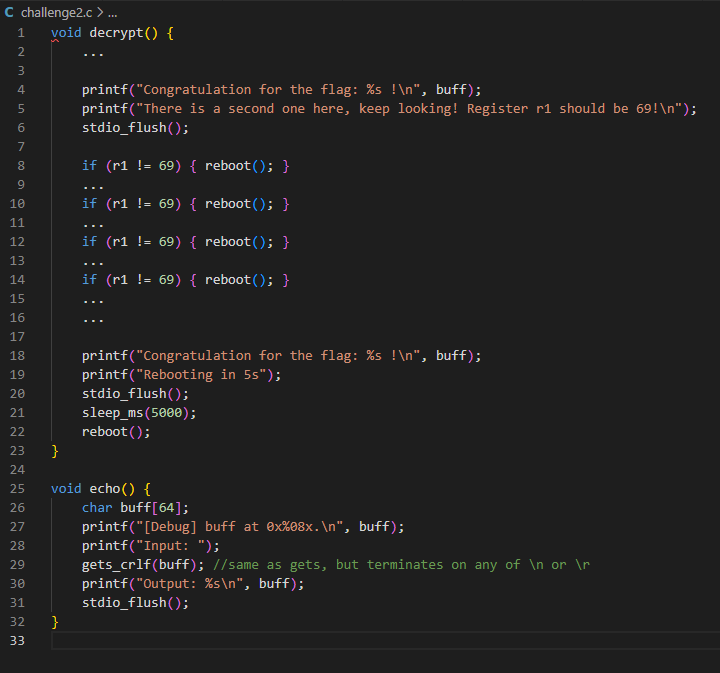 C challenge2.c > ...
1 void decrypt() {
2 ...
3
4 printf("Congratulation for the flag: %s !\n", buff);
5 printf("There is a second one here, keep looking! Register r1 should be 69!\n");
6 stdio_flush();
7
8 if (r1 != 69) { reboot(); }
9 ...
10 if (r1 != 69) { reboot(); }
11 ...
12 if (r1 != 69) { reboot(); }
13 ...
14 if (r1 != 69) { reboot(); }
15 ...
16 ...
17
18 printf("Congratulation for the flag: %s !\n", buff);
19 printf("Rebooting in 5s");
20 stdio_flush();
21 sleep_ms(5000);
22 reboot();
23 }
24
25 void echo() {
26 char buff[64];
27 printf("[Debug] buff at 0x%08x.\n", buff);
28 printf("Input: ");
29 gets_crlf(buff); //same as gets, but terminates on any of \n or \r
30 printf("Output: %s\n", buff);
31 stdio_flush();
32 }
33